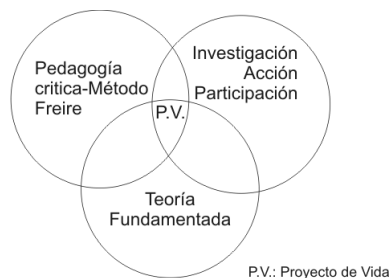 Pedagogía
critica-Método
Freire
Investigación
Acción
Participación
P.V.
Teoría
Fundamentada
P.V.: Proyecto de Vida